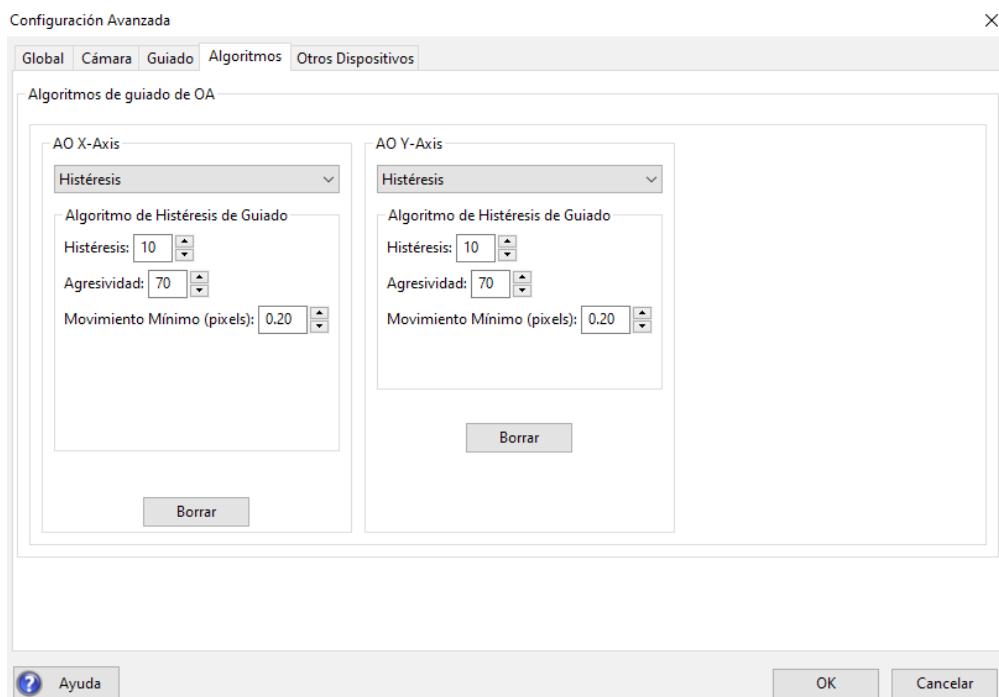 Configuración Avanzada
Global Cámara Guiado Algoritmos Otros Dispositivos
Algoritmos de guiado de OA
AO X-Axis
Histéresis
Algoritmo de Histéresis de Guiado
Histéresis: 10
Agresividad: 70
Movimiento Mínimo (pixels): 0.20
Borrar
AO Y-Axis
Histéresis
Algoritmo de Histéresis de Guiado
Histéresis: 10
Agresividad: 70
Movimiento Mínimo (pixels): 0.20
Borrar
? Ayuda
OK
Cancelar